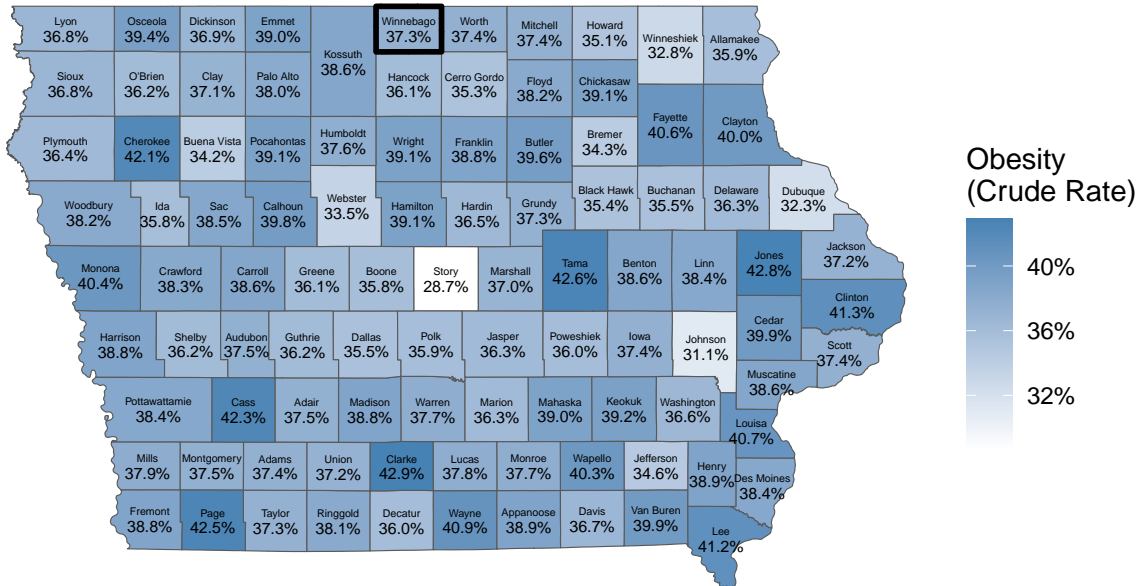 Lyon
36.8%
Osceola
39.4%
Dickinson
36.9%
Emmet
39.0%
Kossuth
38.6%
Winnebago
37.3%
Worth
37.4%
Mitchell
37.4%
Howard
35.1%
Winneshiek
32.8%
Allamakee
35.9%
Sioux
36.8%
O'Brien
36.2%
Clay
37.1%
Palo Alto
38.0%
Hancock
36.1%
Cerro Gordo
35.3%
Floyd
38.2%
Chickasaw
39.1%
Fayette
40.6%
Clayton
40.0%
Plymouth
36.4%
Cherokee
42.1%
Buena Vista
34.2%
Pocahontas
39.1%
Humboldt
37.6%
Wright
39.1%
Franklin
38.8%
Butler
39.6%
Bremer
34.3%
Woodbury
38.2%
Ida
35.8%
Sac
38.5%
Calhoun
39.8%
Webster
33.5%
Hamilton
39.1%
Hardin
36.5%
Grundy
37.3%
Black Hawk
35.4%
Buchanan
35.5%
Delaware
36.3%
Dubuque
32.3%
Monona
40.4%
Crawford
38.3%
Carroll
38.6%
Greene
36.1%
Boone
35.8%
Story
28.7%
Marshall
37.0%
Tama
42.6%
Benton
38.6%
Linn
38.4%
Jones
42.8%
Jackson
37.2%
Clinton
41.3%
Harrison
38.8%
Shelby
36.2%
Audubon
37.5%
Guthrie
36.2%
Dallas
35.5%
Polk
35.9%
Jasper
36.3%
Poweshiek
36.0%
Iowa
37.4%
Johnson
31.1%
Cedar
39.9%
Scott
37.4%
Muscatine
38.6%
Pottawattamie
38.4%
Cass
42.3%
Adair
37.5%
Madison
38.8%
Warren
37.7%
Marion
36.3%
Mahaska
39.0%
Keokuk
39.2%
Washington
36.6%
Louisa
40.7%
Mills
37.9%
Montgomery
37.5%
Adams
37.4%
Union
37.2%
Clarke
42.9%
Lucas
37.8%
Monroe
37.7%
Wapello
40.3%
Jefferson
34.6%
Henry
38.9%
Des Moines
38.4%
Fremont
38.8%
Page
42.5%
Taylor
37.3%
Ringgold
38.1%
Decatur
36.0%
Wayne
40.9%
Appanoose
38.9%
Davis
36.7%
Van Buren
39.9%
Lee
41.2%
Obesity
(Crude Rate)
40%
36%
32%